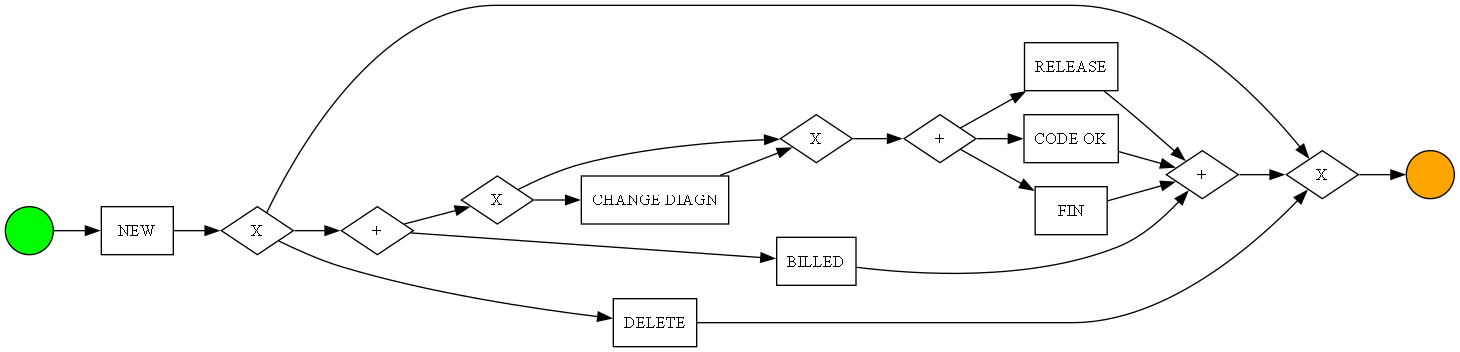 RELEASE
X
+
CODE OK
X
CHANGE DIAGN
+
X
FIN
NEW
X
+
BILLED
DELETE